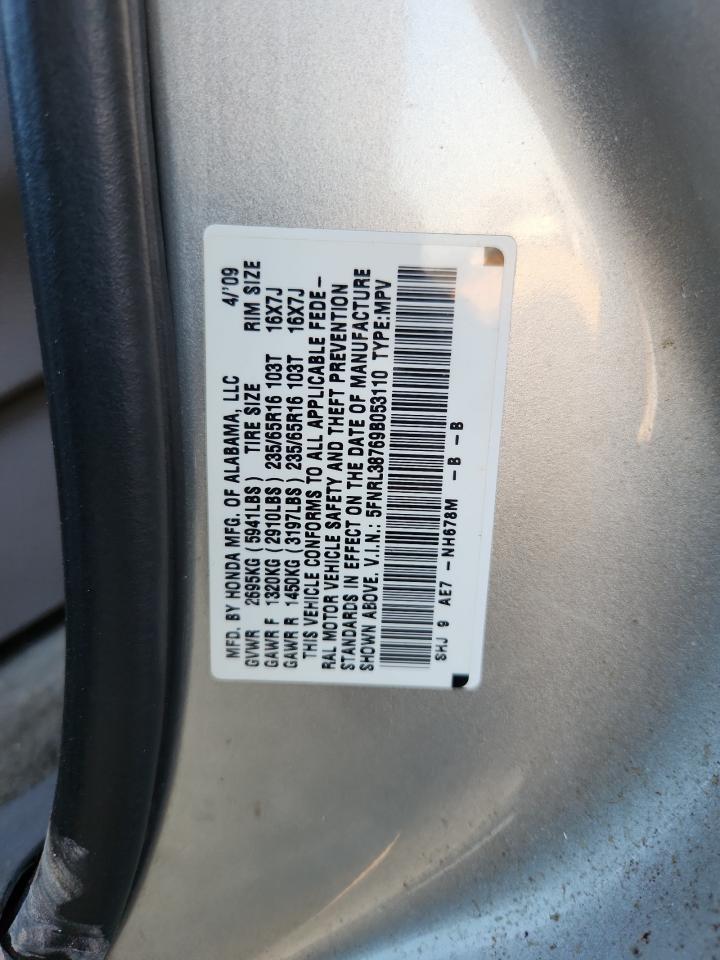 MFD. BY HONDA MFG. OF ALABAMA, LLC 4/'09
GVWR 2695KG (5941LBS) TIRE SIZE RIM SIZE
GAWR F 1320KG (2910LBS) 235/65R16 103T 16X7J
GAWR R 1450KG (3197LBS) 235/65R16 103T 16X7J
THIS VEHICLE CONFORMS TO ALL APPLICABLE FEDE-
RAL MOTOR VEHICLE SAFETY AND THEFT PREVENTION
STANDARDS IN EFFECT ON THE DATE OF MANUFACTURE
SHOWN ABOVE. V.I.N.: 5FNRL38769B053110 TYPE:MPV
SHJ 9 AE7 -NH678M -B -B